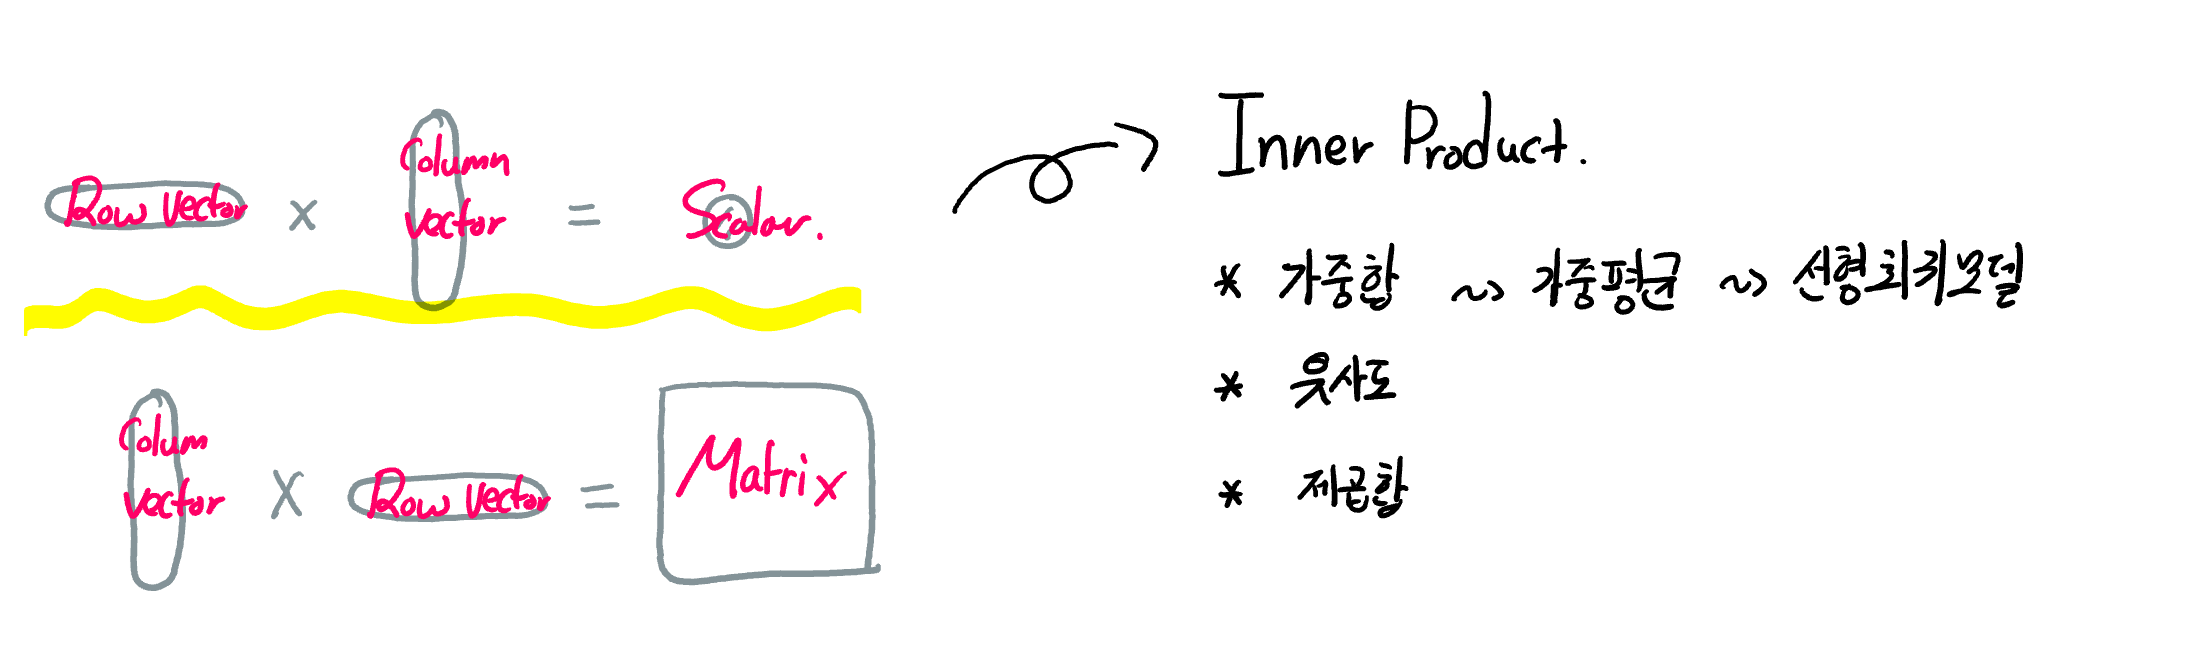 Row Vector x Column Vector = Scalar.
Colum Vector X Row Vector = Matrix
Inner Product.
* 가중합 ~> 가중평균 ~> 선형회귀모델
* 윳사도
* 제곱합